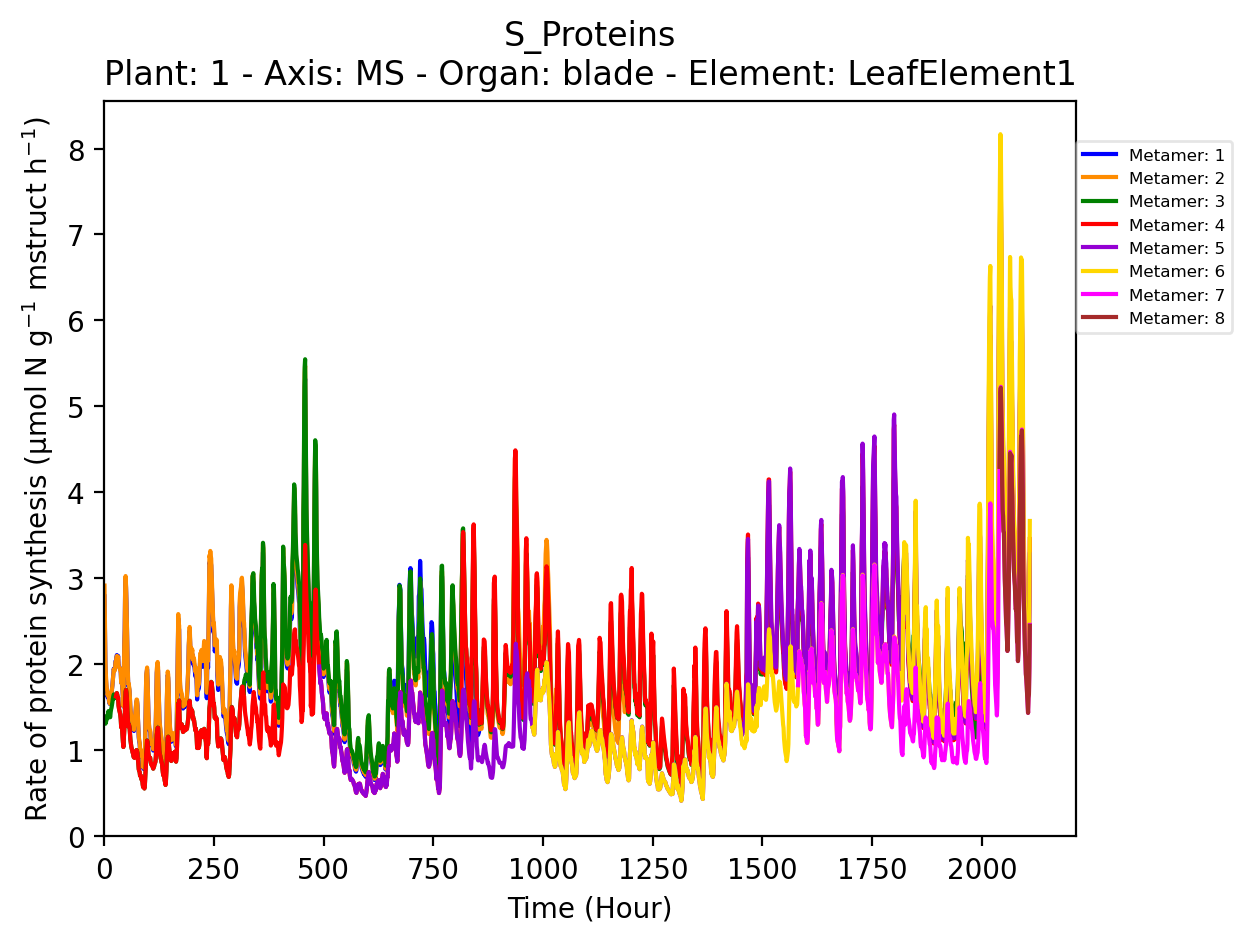 S_Proteins
Plant: 1 - Axis: MS - Organ: blade - Element: LeafElement1
Rate of protein synthesis (µmol N g⁻¹ mstruct h⁻¹)
8
7
6
5
4
3
2
1
0
0 250 500 750 1000 1250 1500 1750 2000
Time (Hour)
Metamer: 1
Metamer: 2
Metamer: 3
Metamer: 4
Metamer: 5
Metamer: 6
Metamer: 7
Metamer: 8